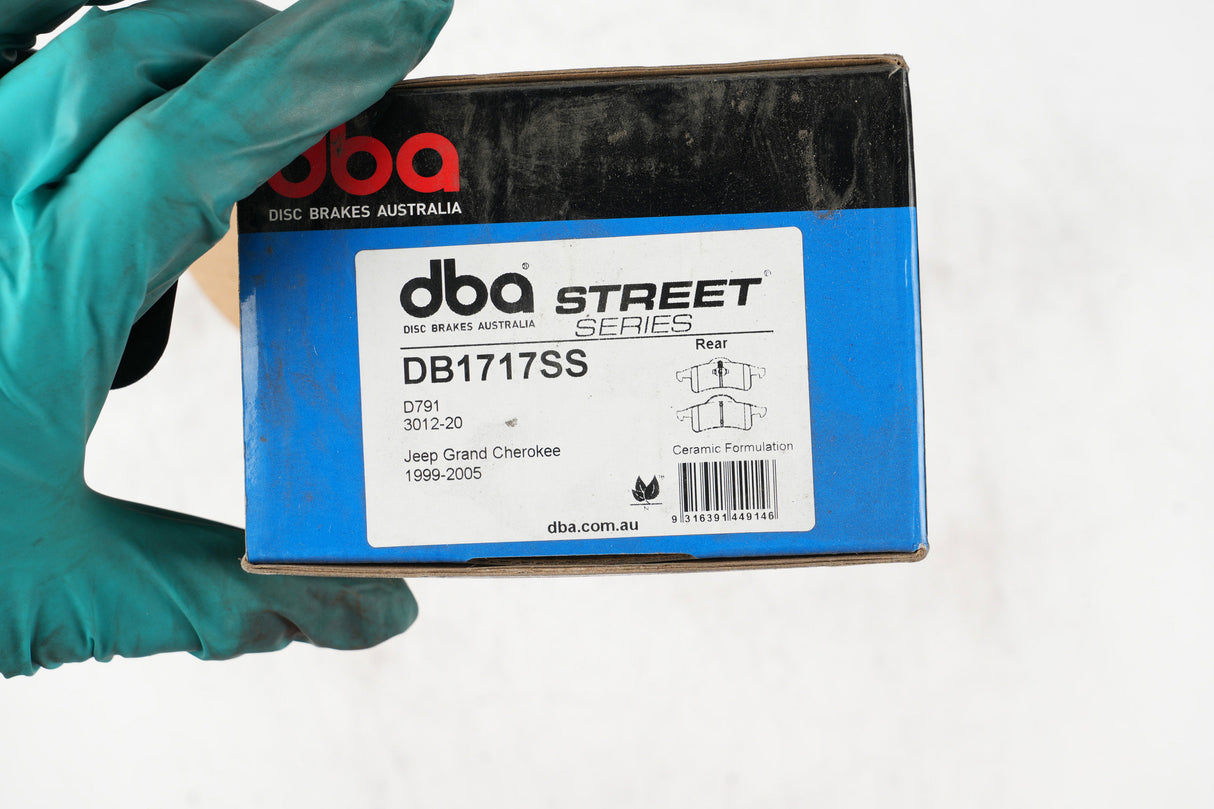 dba
DISC BRAKES AUSTRALIA
dba®
DISC BRAKES AUSTRALIA
STREET®
SERIES
DB1717SS
Rear
D791
3012-20
Jeep Grand Cherokee
1999-2005
Ceramic Formulation
™
N
9 316391 449146
dba.com.au